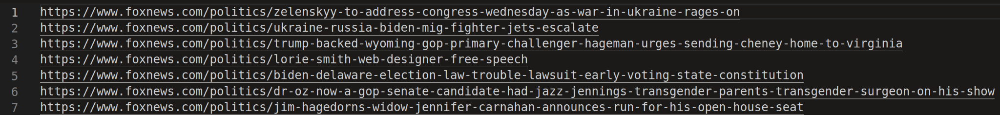 1 https://www.foxnews.com/politics/zelenskyy-to-address-congress-wednesday-as-war-in-ukraine-rages-on
2 https://www.foxnews.com/politics/ukraine-russia-biden-mig-fighter-jets-escalate
3 https://www.foxnews.com/politics/trump-backed-wyoming-gop-primary-challenger-hageman-urges-sending-cheney-home-to-virginia
4 https://www.foxnews.com/politics/lorie-smith-web-designer-free-speech
5 https://www.foxnews.com/politics/biden-delaware-election-law-trouble-lawsuit-early-voting-state-constitution
6 https://www.foxnews.com/politics/dr-oz-now-a-gop-senate-candidate-had-jazz-jennings-transgender-parents-transgender-surgeon-on-his-show
7 https://www.foxnews.com/politics/jim-hagedorns-widow-jennifer-carnahan-announces-run-for-his-open-house-seat